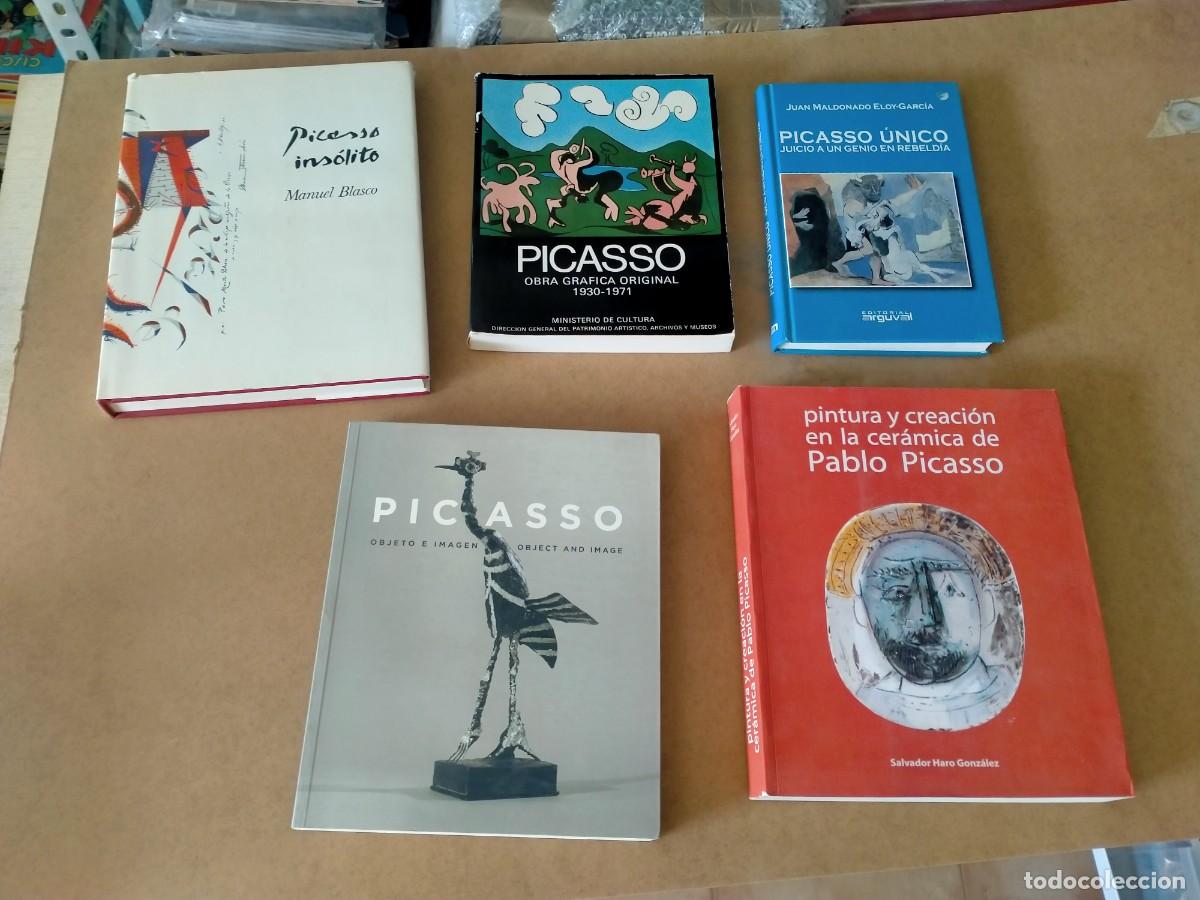 Picasso
insólito
Manuel Blasco
PICASSO
OBRA GRAFICA ORIGINAL
1930-1971
MINISTERIO DE CULTURA
DIRECCION GENERAL DEL PATRIMONIO ARTISTICO, ARCHIVOS Y MUSEOS
JUAN MALDONADO ELOY-GARCÍA
PICASSO ÚNICO
JUICIO A UN GENIO EN REBELDÍA
EDITORIAL
arguval
PICASSO ÚNICO
PICASSO
OBJETO E IMAGEN OBJECT AND IMAGE
pintura y creación
en la cerámica de
Pablo Picasso
Salvador Haro González
Pintura y creación en la
cerámica de Pablo Picasso
todocoleccion